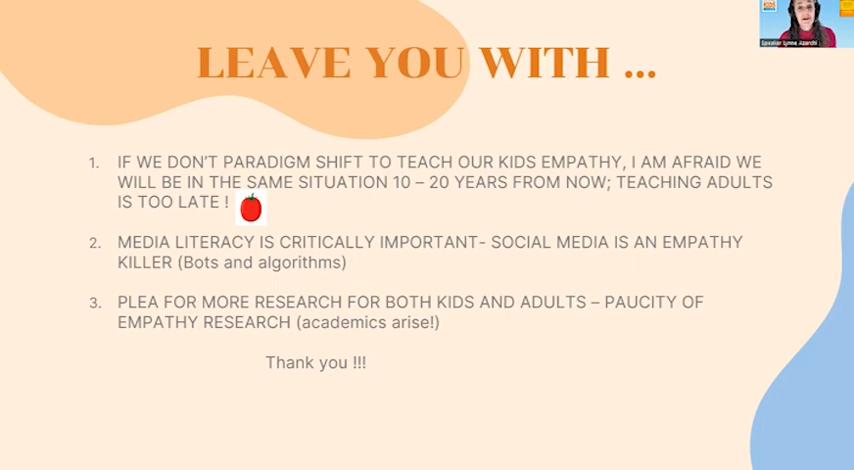 Speaker Lynne Azarchi
LEAVE YOU WITH ...
1. IF WE DON'T PARADIGM SHIFT TO TEACH OUR KIDS EMPATHY, I AM AFRAID WE
WILL BE IN THE SAME SITUATION 10 – 20 YEARS FROM NOW; TEACHING ADULTS
IS TOO LATE !
2. MEDIA LITERACY IS CRITICALLY IMPORTANT- SOCIAL MEDIA IS AN EMPATHY
KILLER (Bots and algorithms)
3. PLEA FOR MORE RESEARCH FOR BOTH KIDS AND ADULTS – PAUCITY OF
EMPATHY RESEARCH (academics arise!)
Thank you !!!